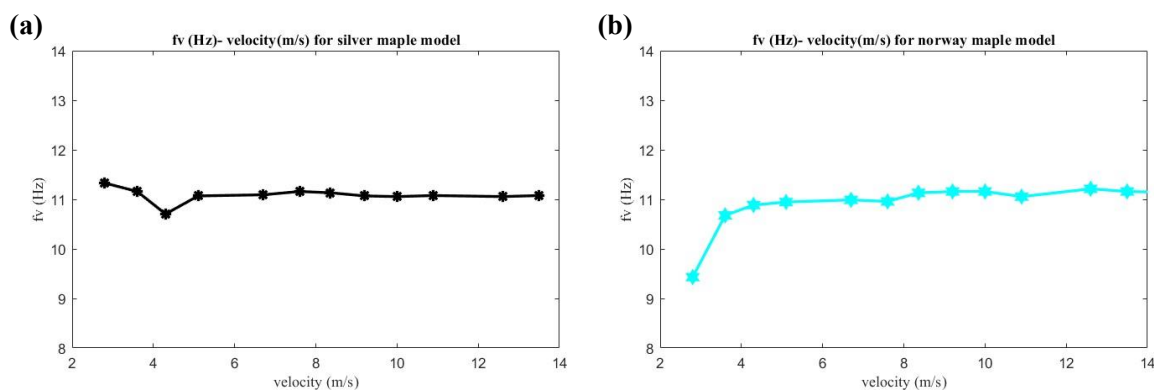 (a)
fv (Hz)- velocity(m/s) for silver maple model
14
13
12
11
10
9
8
fv (Hz)
2 4 6 8 10 12 14
velocity (m/s)
(b)
fv (Hz)- velocity(m/s) for norway maple model
14
13
12
11
10
9
8
fv (Hz)
2 4 6 8 10 12 14
velocity (m/s)